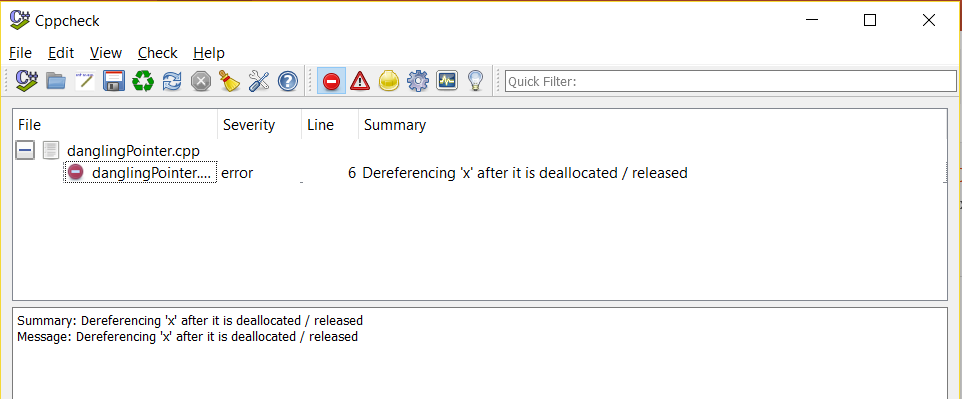 Cppcheck
File Edit View Check Help
Quick Filter:
File Severity Line Summary
danglingPointer.cpp
danglingPointer.... error 6 Dereferencing 'x' after it is deallocated / released
Summary: Dereferencing 'x' after it is deallocated / released
Message: Dereferencing 'x' after it is deallocated / released